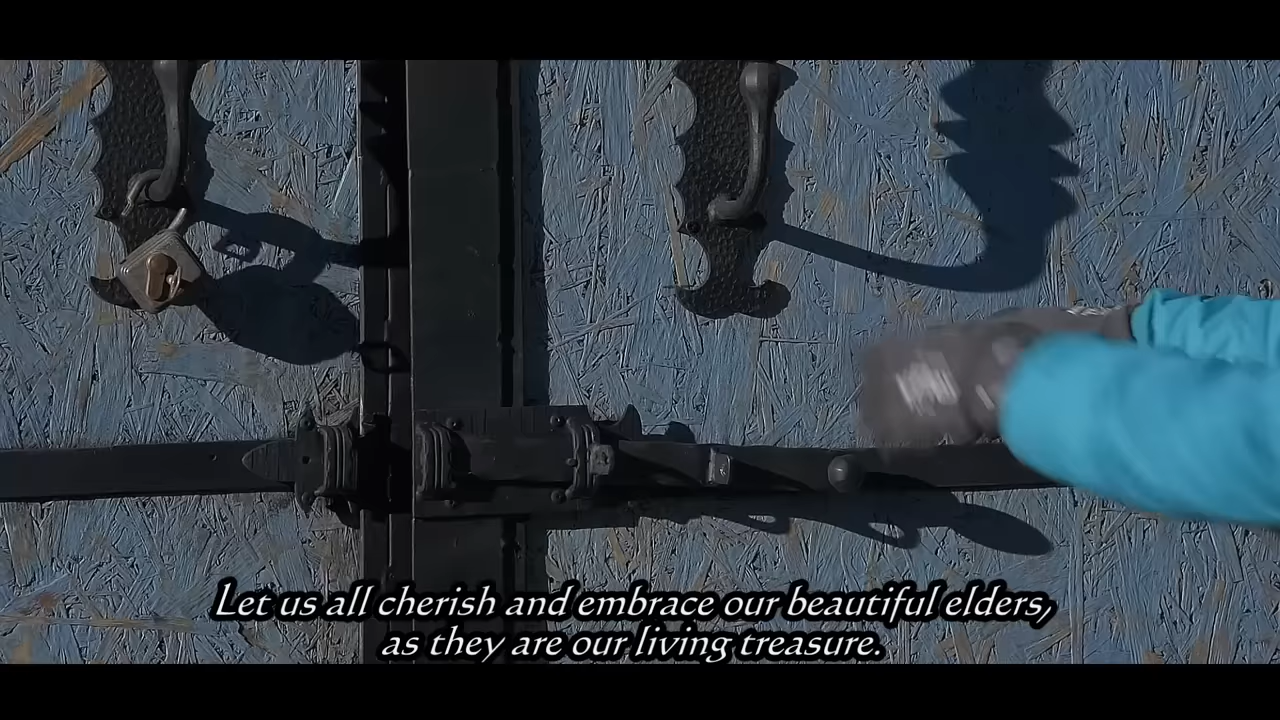 Let us all cherish and embrace our beautiful elders,
as they are our living treasure.